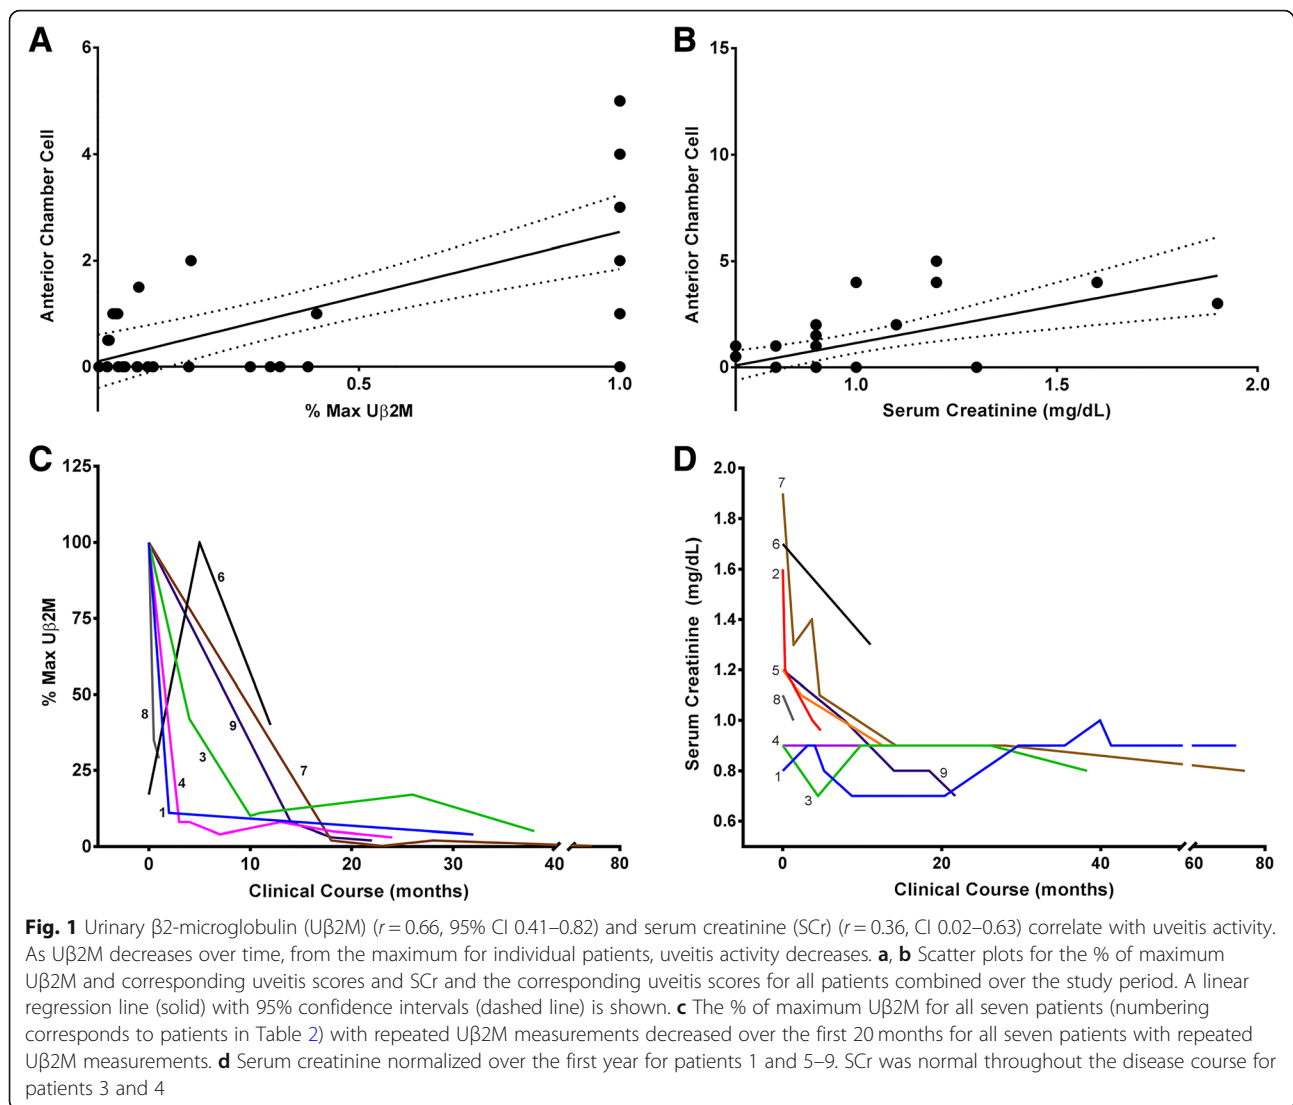 A
6
4
2
0
Anterior Chamber Cell
0.5
1.0
% Max Uβ2M
B
15
10
5
0
Anterior Chamber Cell
1.0
1.5
2.0
Serum Creatinine (mg/dL)
C
125
100
75
50
25
0
% Max Uβ2M
6
8
9
3
7
4
1
0
10
20
30
40
80
Clinical Course (months)
D
2.0
1.8
1.6
1.4
1.2
1.0
0.8
0.6
Serum Creatinine (mg/dL)
7
6
2
5
8
4
1
3
9
0
20
40
60
80
Clinical Course (months)
Fig. 1 Urinary β2-microglobulin (Uβ2M) (r = 0.66, 95% CI 0.41–0.82) and serum creatinine (SCr) (r = 0.36, CI 0.02–0.63) correlate with uveitis activity.
As Uβ2M decreases over time, from the maximum for individual patients, uveitis activity decreases. a, b Scatter plots for the % of maximum
Uβ2M and corresponding uveitis scores and SCr and the corresponding uveitis scores for all patients combined over the study period. A linear
regression line (solid) with 95% confidence intervals (dashed line) is shown. c The % of maximum Uβ2M for all seven patients (numbering
corresponds to patients in Table 2) with repeated Uβ2M measurements decreased over the first 20 months for all seven patients with repeated
Uβ2M measurements. d Serum creatinine normalized over the first year for patients 1 and 5–9. SCr was normal throughout the disease course for
patients 3 and 4